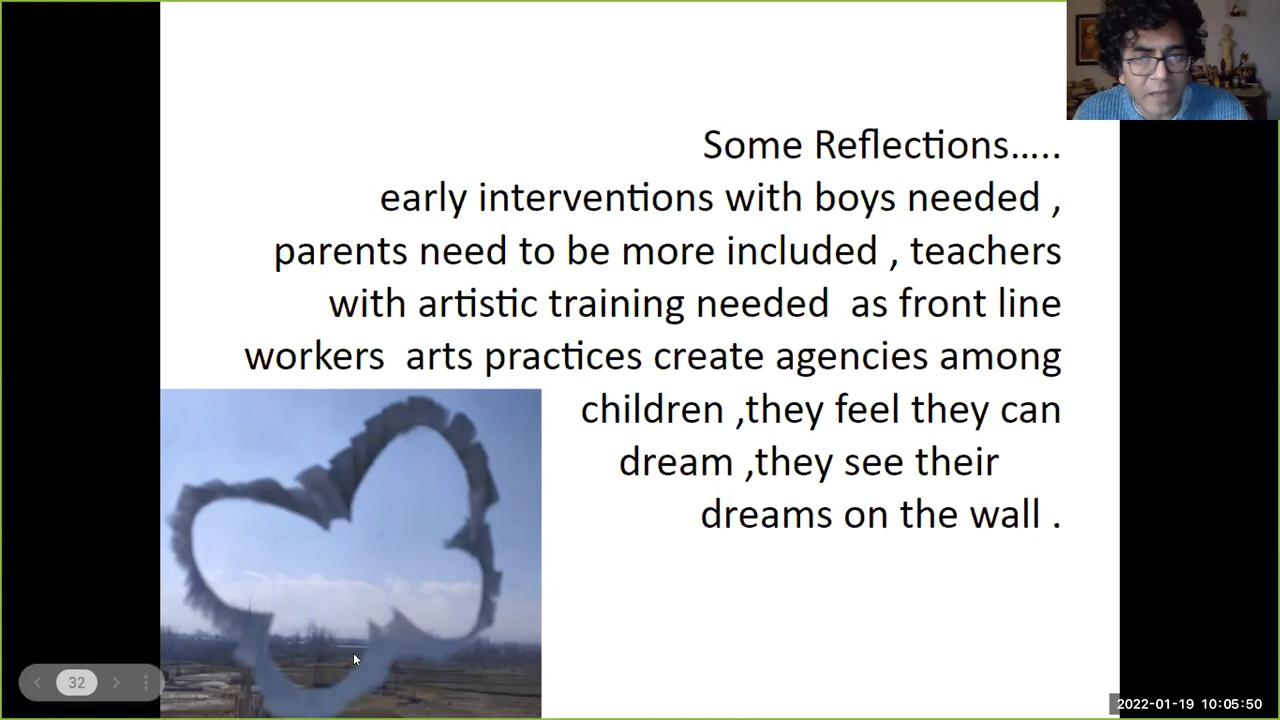 Some Reflections.....
early interventions with boys needed ,
parents need to be more included , teachers
with artistic training needed  as front line
workers  arts practices create agencies among
children ,they feel they can
dream ,they see their
dreams on the wall .
32
2022-01-19 10:05:50